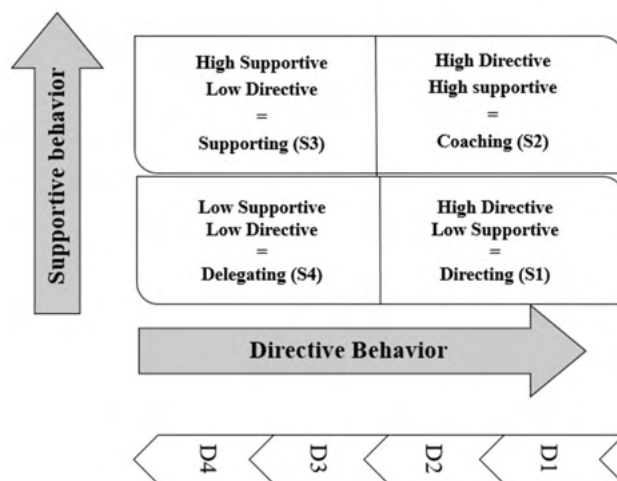 Supportive behavior
High Supportive
Low Directive
=
Supporting (S3)
High Directive
High supportive
=
Coaching (S2)
Low Supportive
Low Directive
=
Delegating (S4)
High Directive
Low Supportive
=
Directing (S1)
Directive Behavior
D4
D3
D2
D1